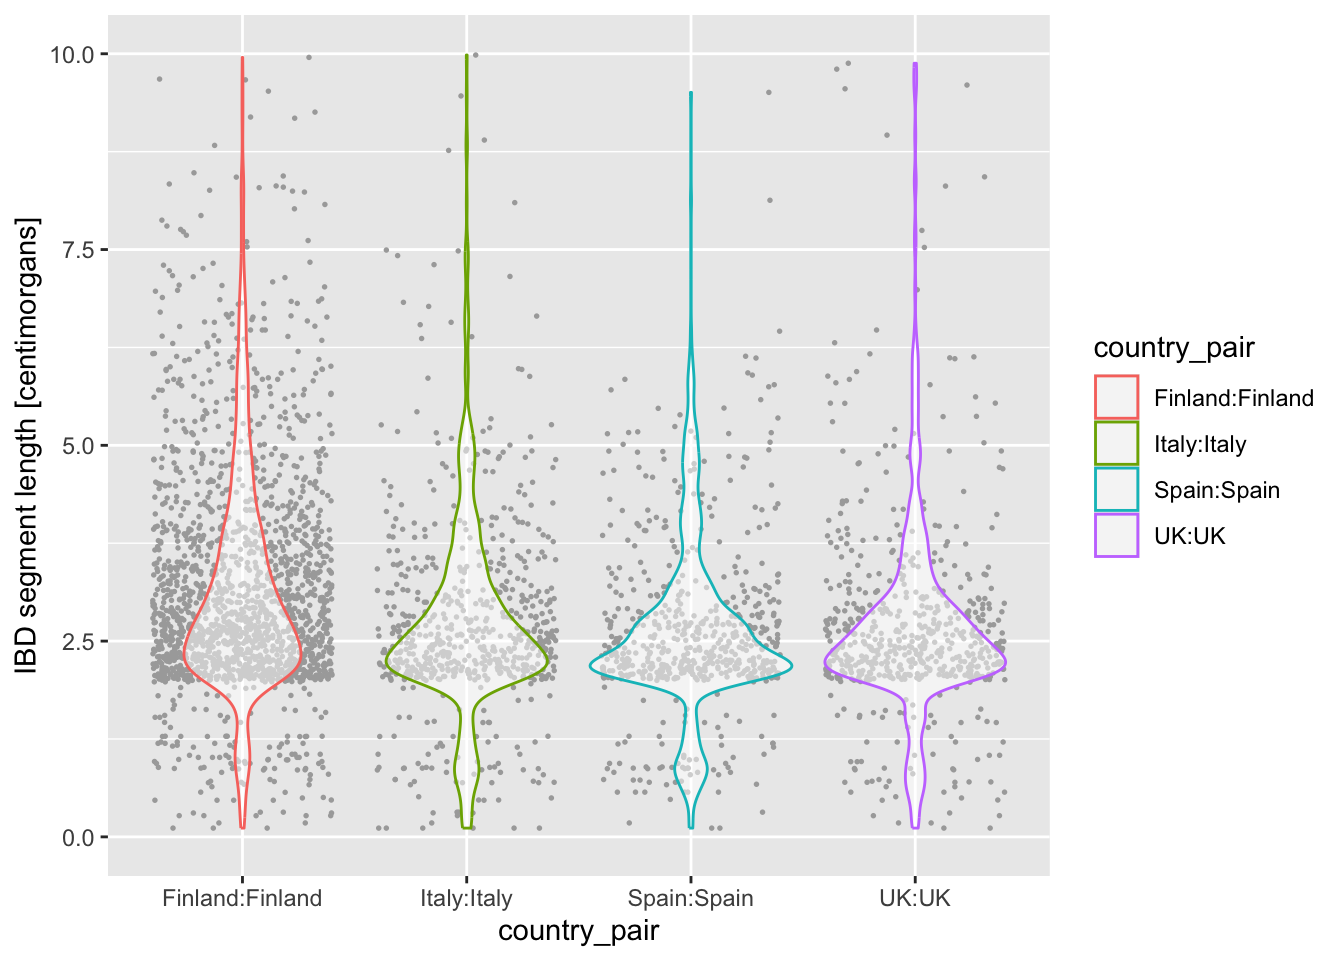 IBD segment length [centimorgans]
10.0
7.5
5.0
2.5
0.0
Finland:Finland Italy:Italy Spain:Spain UK:UK
country_pair
country_pair
Finland:Finland
Italy:Italy
Spain:Spain
UK:UK